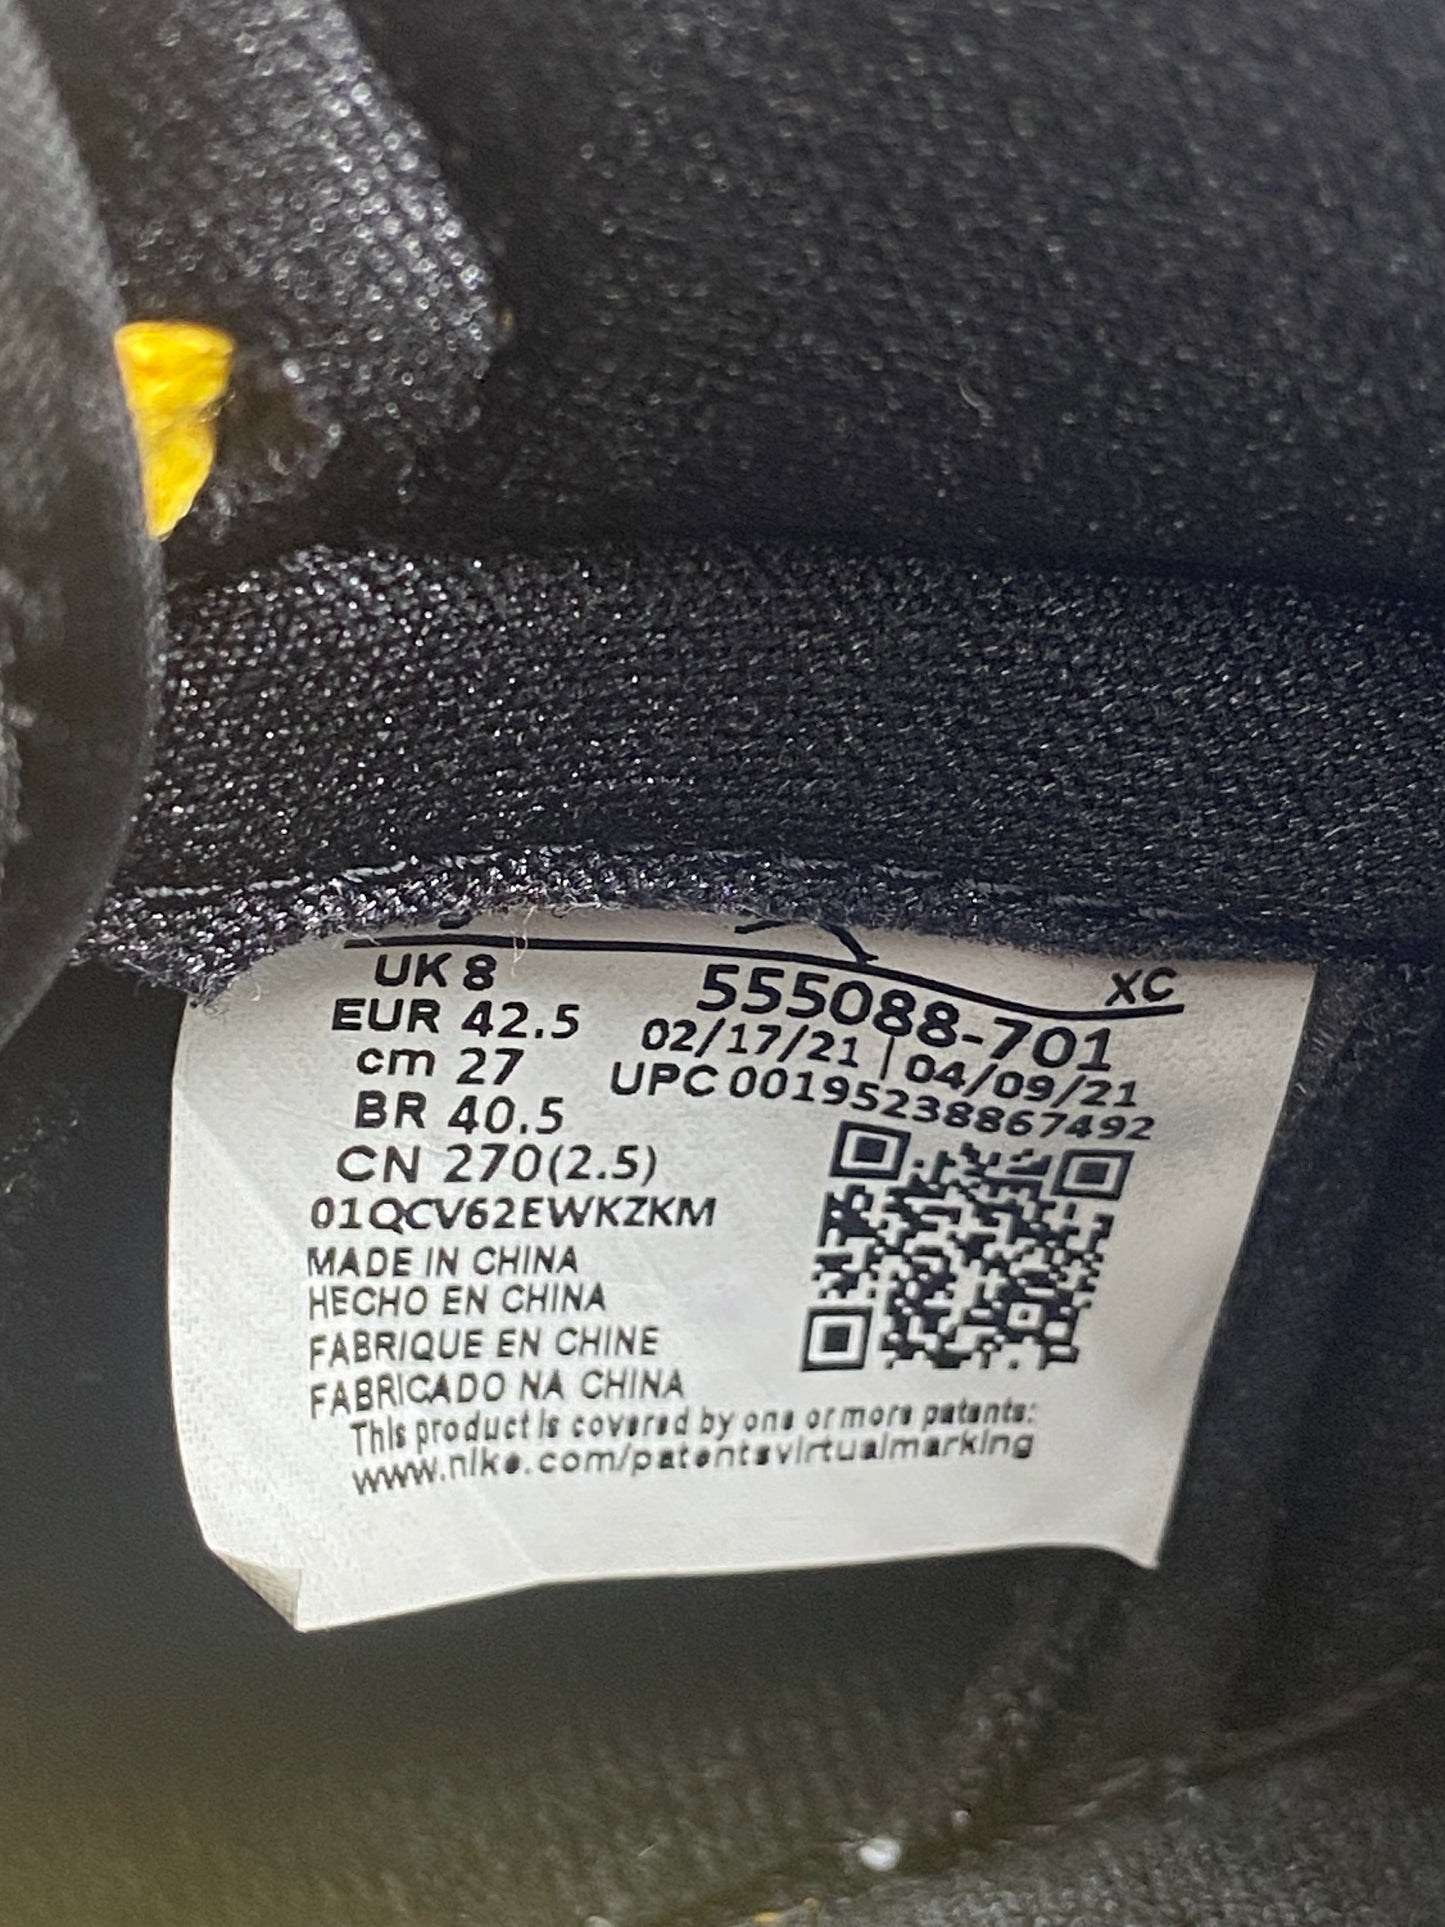 UK 8
EUR 42.5
cm 27
BR 40.5
CN 270(2.5)
01QCV62EWKZKM
MADE IN CHINA
HECHO EN CHINA
FABRIQUE EN CHINE
FABRICADO NA CHINA
XC
555088-701
02/17/21 | 04/09/21
UPC 00195238867492
This product is covered by one or more patents:
www.nike.com/patentsvirtualmarking